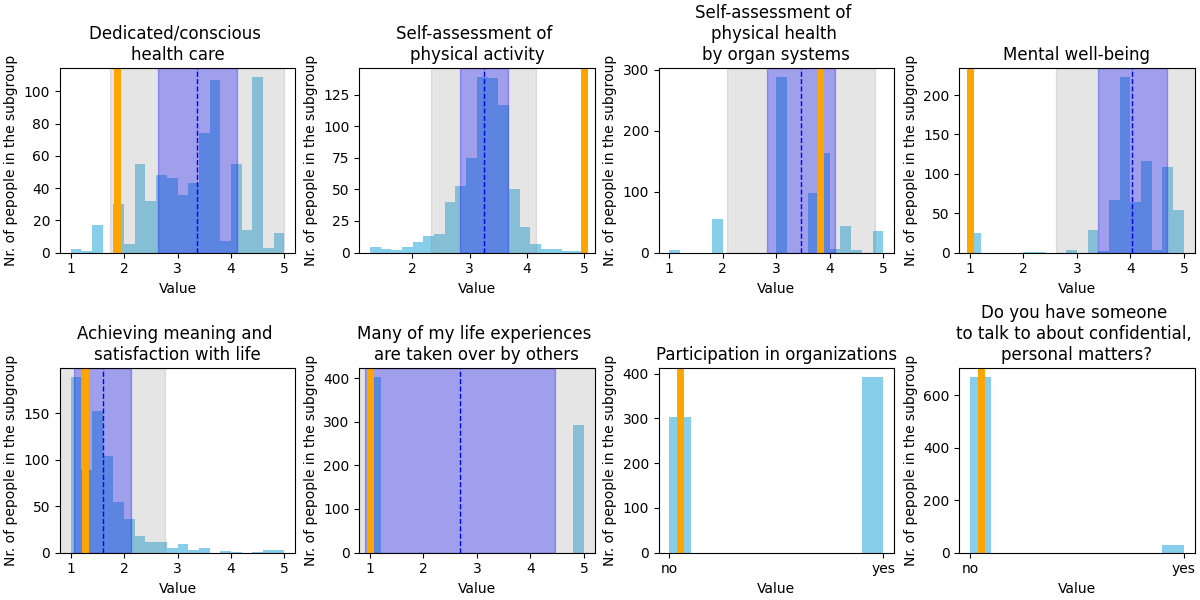 Dedicated/conscious
health care
Nr. of pepople in the subgroup
100
80
60
40
20
0
1 2 3 4 5
Value
Self-assessment of
physical activity
Nr. of pepople in the subgroup
125
100
75
50
25
0
2 3 4 5
Value
Self-assessment of
physical health
by organ systems
Nr. of pepople in the subgroup
300
200
100
0
1 2 3 4 5
Value
Mental well-being
Nr. of pepople in the subgroup
200
150
100
50
0
1 2 3 4 5
Value
Achieving meaning and
satisfaction with life
Nr. of pepople in the subgroup
150
100
50
0
1 2 3 4 5
Value
Many of my life experiences
are taken over by others
Nr. of pepople in the subgroup
400
300
200
100
0
1 2 3 4 5
Value
Participation in organizations
Nr. of pepople in the subgroup
400
300
200
100
0
no yes
Value
Do you have someone
to talk to about confidential,
personal matters?
Nr. of pepople in the subgroup
600
400
200
0
no yes
Value